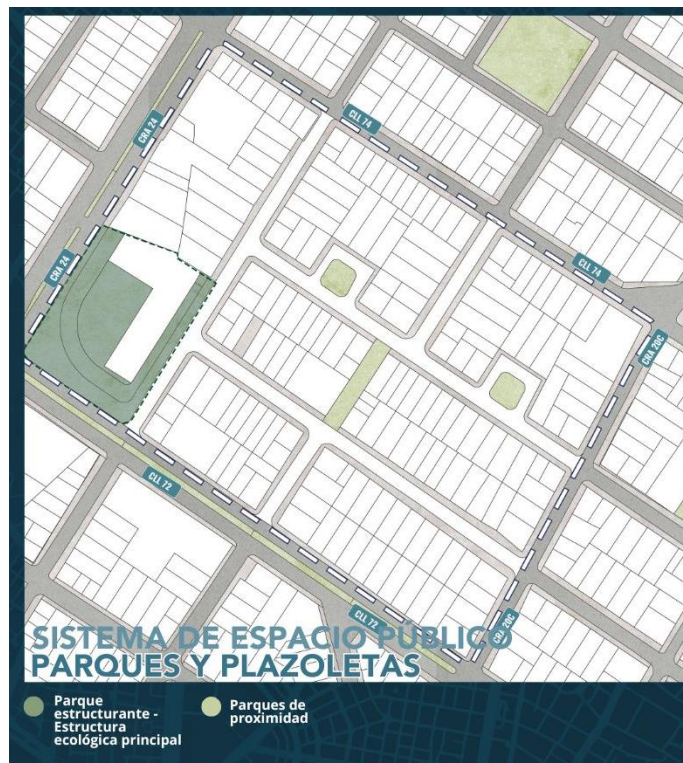 CRA 24
CLL 74
CRA 24
CLL 74
CRA 20C
CLL 72
CLL 72
CRA 20C
SISTEMA DE ESPACIO PÚBLICO
PARQUES Y PLAZOLETAS
Parque
estructurante -
Estructura
ecológica principal
Parques de
proximidad